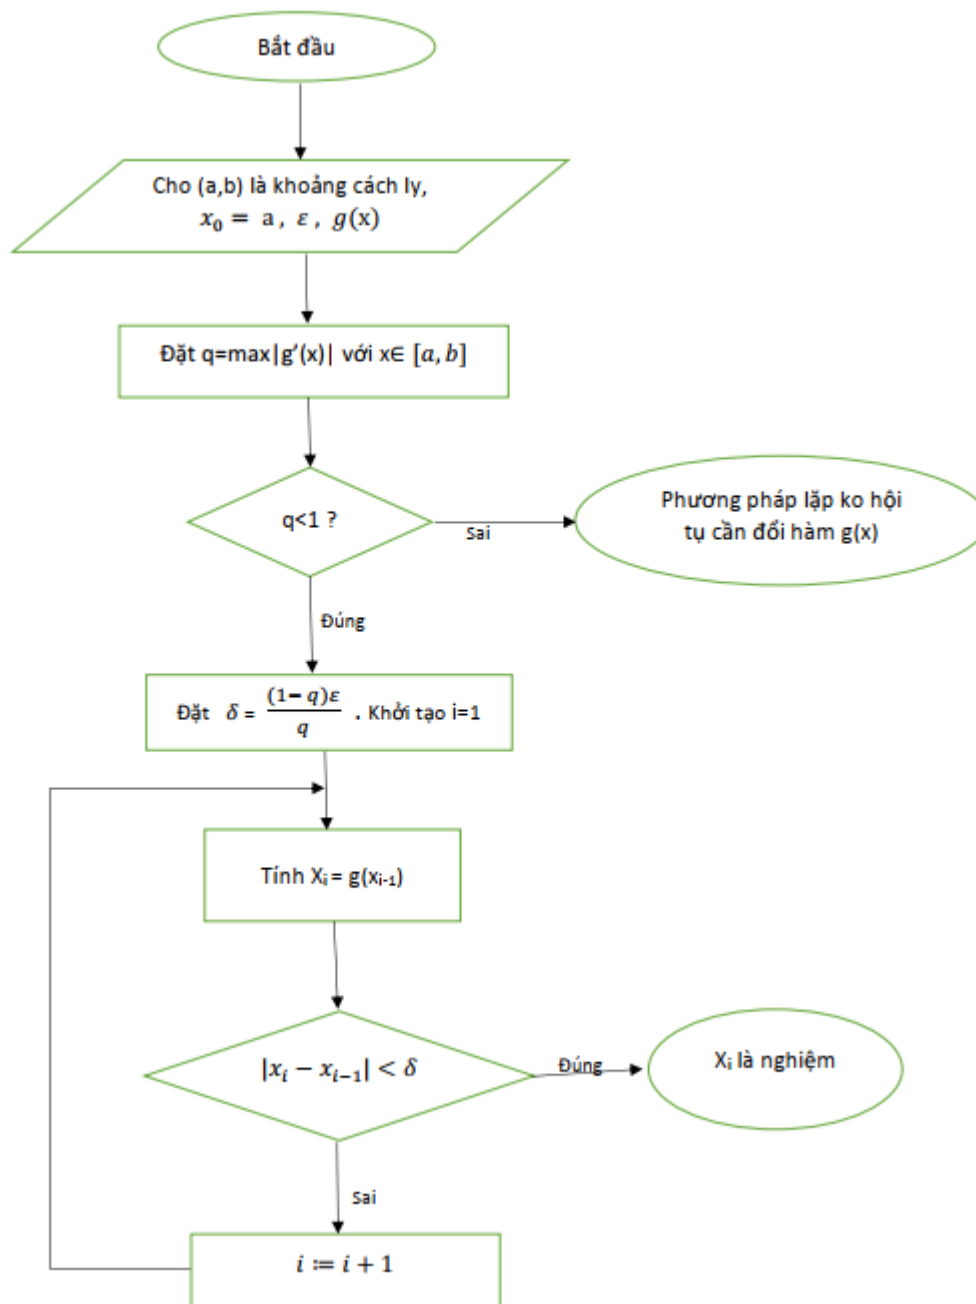 Bắt đầu
Cho (a,b) là khoảng cách ly,
x₀ = a , ε , g(x)
Đặt q=max|g’(x)| với x∈ [a, b]
q<1 ?
Sai
Phương pháp lặp ko hội
tụ cần đổi hàm g(x)
Đúng
Đặt δ = (1− q)ε / q . Khởi tạo i=1
Tính Xᵢ = g(xᵢ₋₁)
|xᵢ − xᵢ₋₁| < δ
Đúng
Xᵢ là nghiệm
Sai
i ≔ i + 1